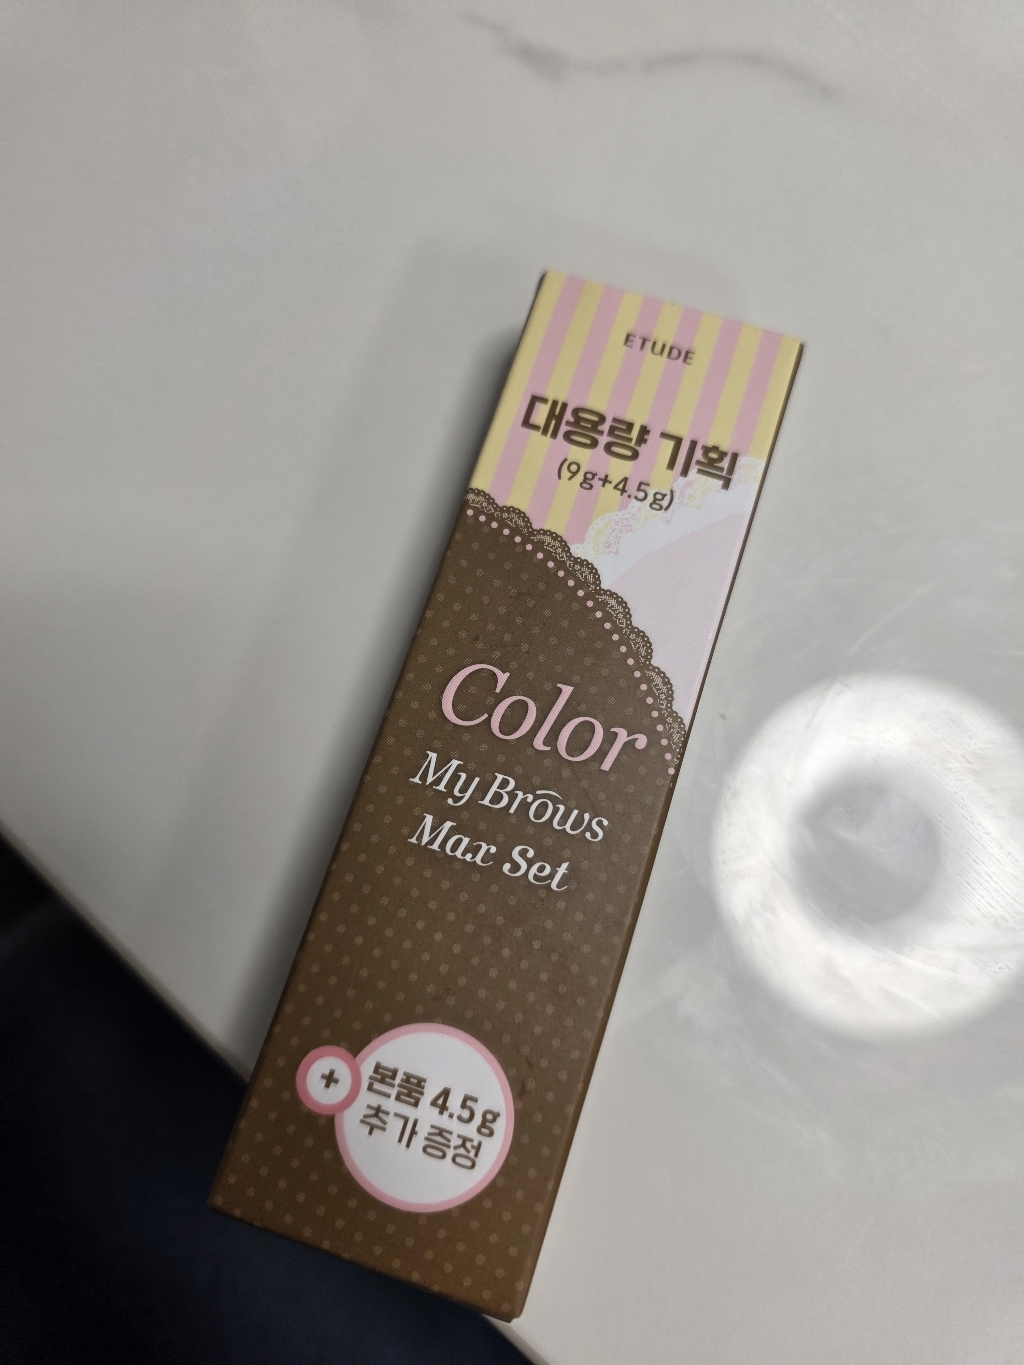 ETUDE
대용량 기획
(9g+4.5g)
Color
My Brows
Max Set
+
본품 4.5g
추가 증정